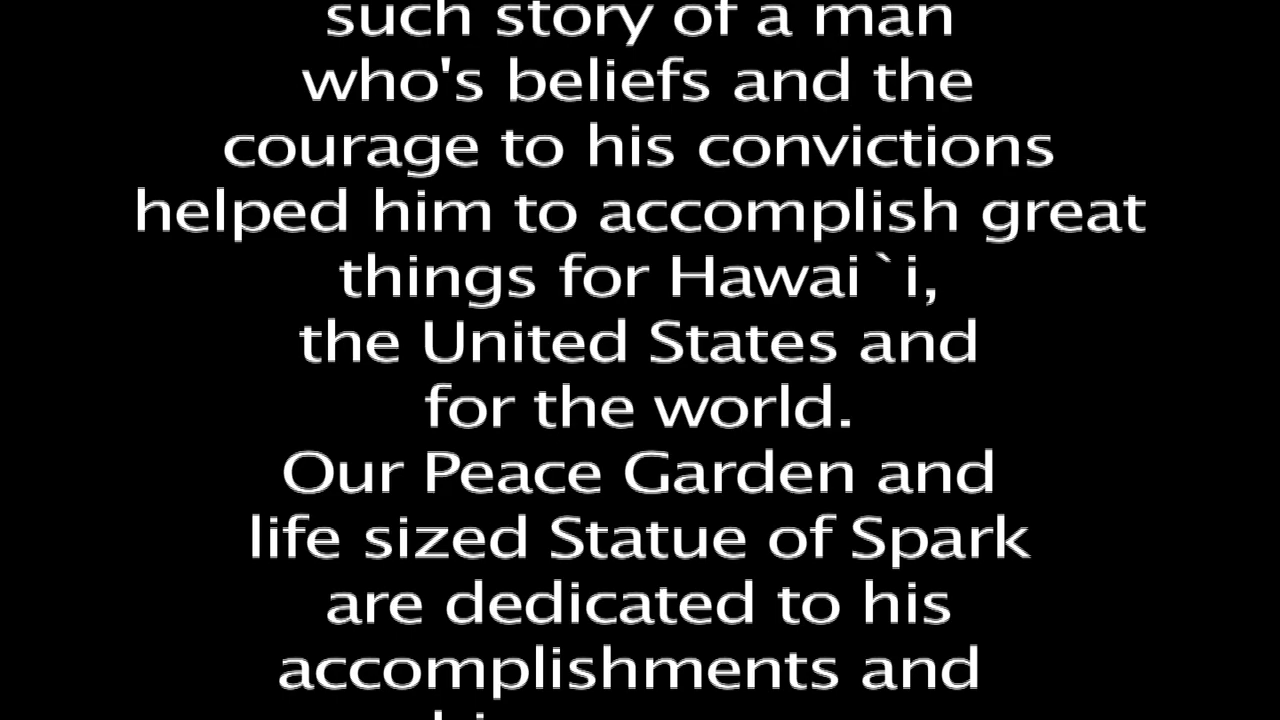 such story of a man
who's beliefs and the
courage to his convictions
helped him to accomplish great
things for Hawai`i,
the United States and
for the world.
Our Peace Garden and
life sized Statue of Spark
are dedicated to his
accomplishments and